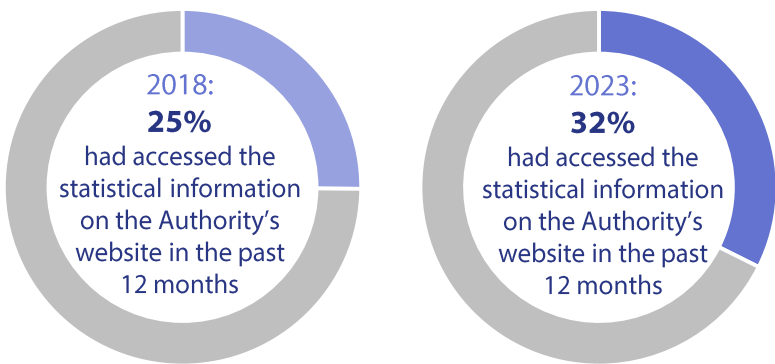 2018:
25%
had accessed the
statistical information
on the Authority’s
website in the past
12 months
2023:
32%
had accessed the
statistical information
on the Authority’s
website in the past
12 months